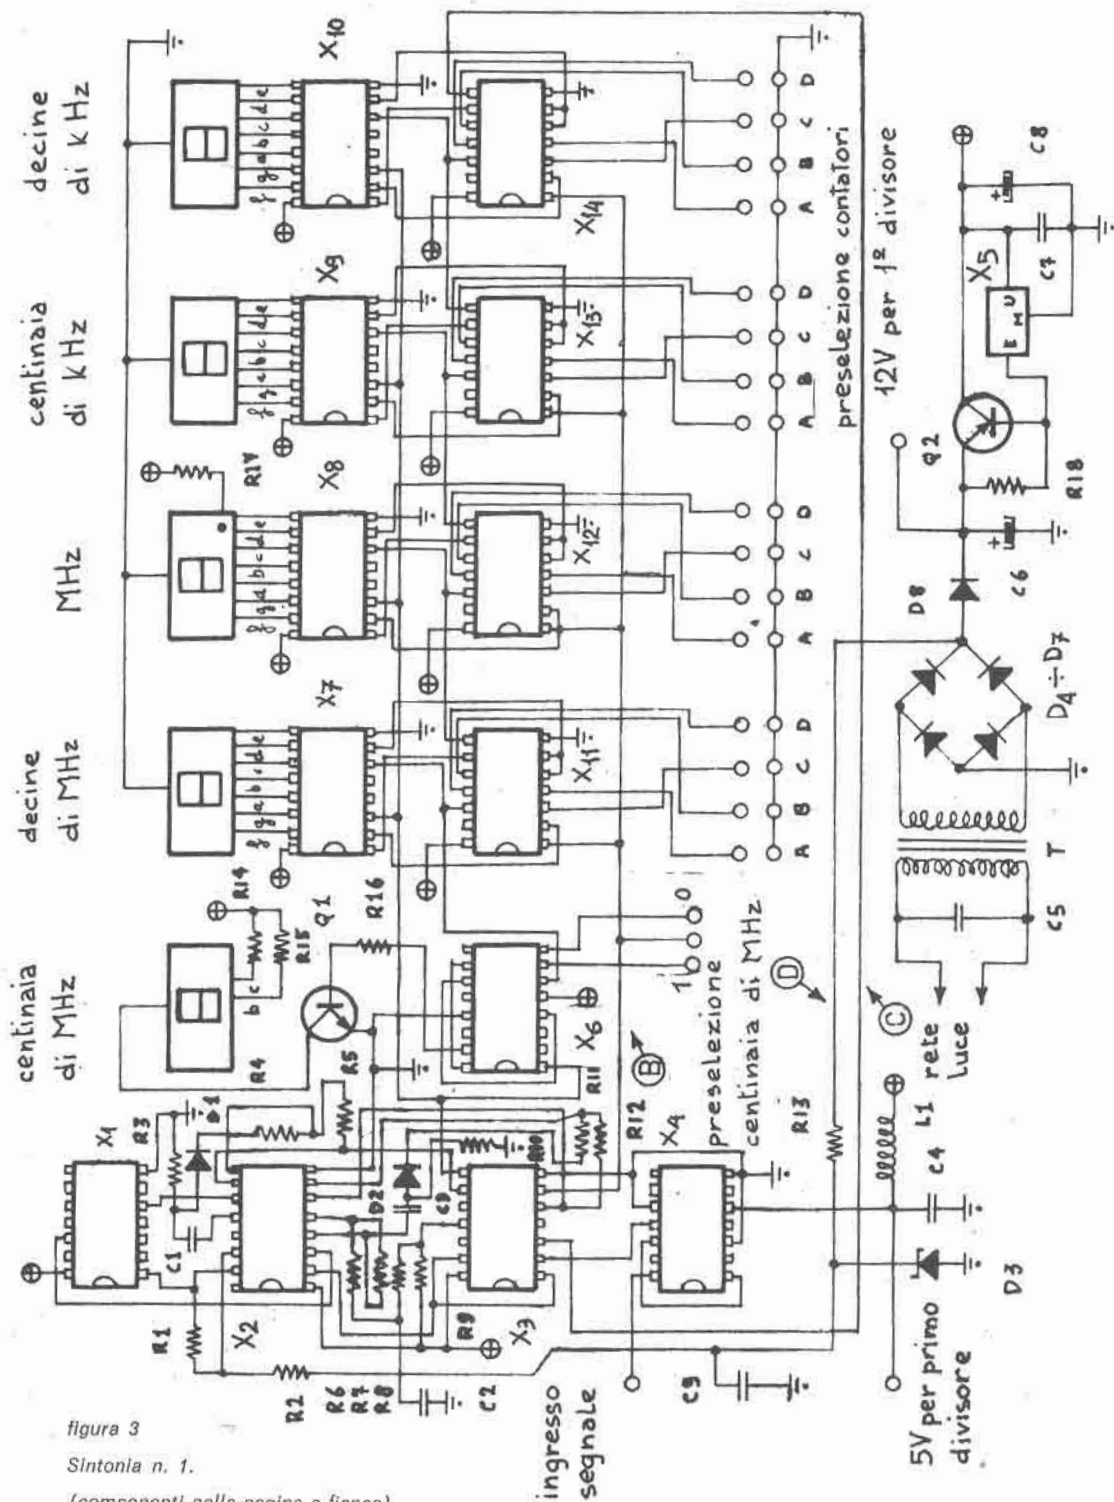 centinaia
di MHz
decine
di MHz
MHz
centinaia
di kHz
decine
di kHz
f g a b c d e
f g a b c d e
f g a b c d e
f g a b c d e
b c
R14
R15
R17
Q1
R16
X1
X2
X3
X4
X5
X6
X7
X8
X9
X10
X11
X12
X13
X14
R1
R2
R3
R4
R5
R6
R7
R8
R9
R10
R11
R12
R13
R18
D1
D2
D3
D8
D4÷D7
C1
C2
C3
C4
C5
C6
C7
C8
C9
L1
T
Q2
E M U
1
0
preselezione
centinaia di MHz
A B C D
A B C D
A B C D
A B C D
preselezione contatori
12V per 1º divisore
B
C
D
rete
luce
ingresso
segnale
5V per primo
divisore
figura 3
Sintonia n. 1.
(componenti nella pagina a fianco)